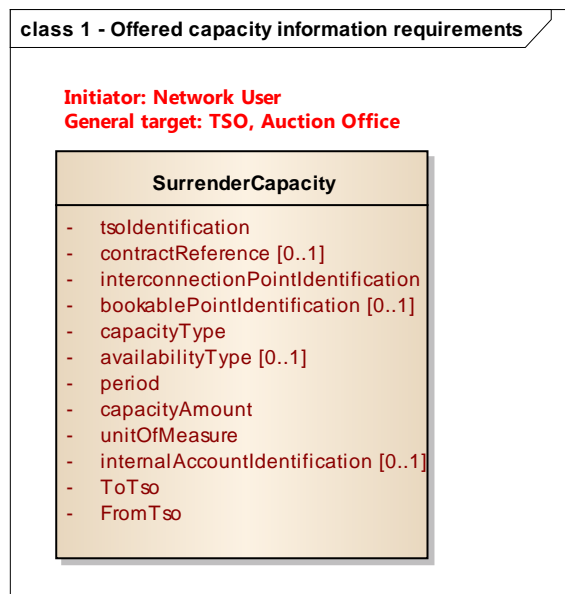 class 1 - Offered capacity information requirements
Initiator: Network User
General target: TSO, Auction Office
SurrenderCapacity
- tsoIdentification
- contractReference [0..1]
- interconnectionPointIdentification
- bookablePointIdentification [0..1]
- capacityType
- availabilityType [0..1]
- period
- capacityAmount
- unitOfMeasure
- internalAccountIdentification [0..1]
- ToTso
- FromTso